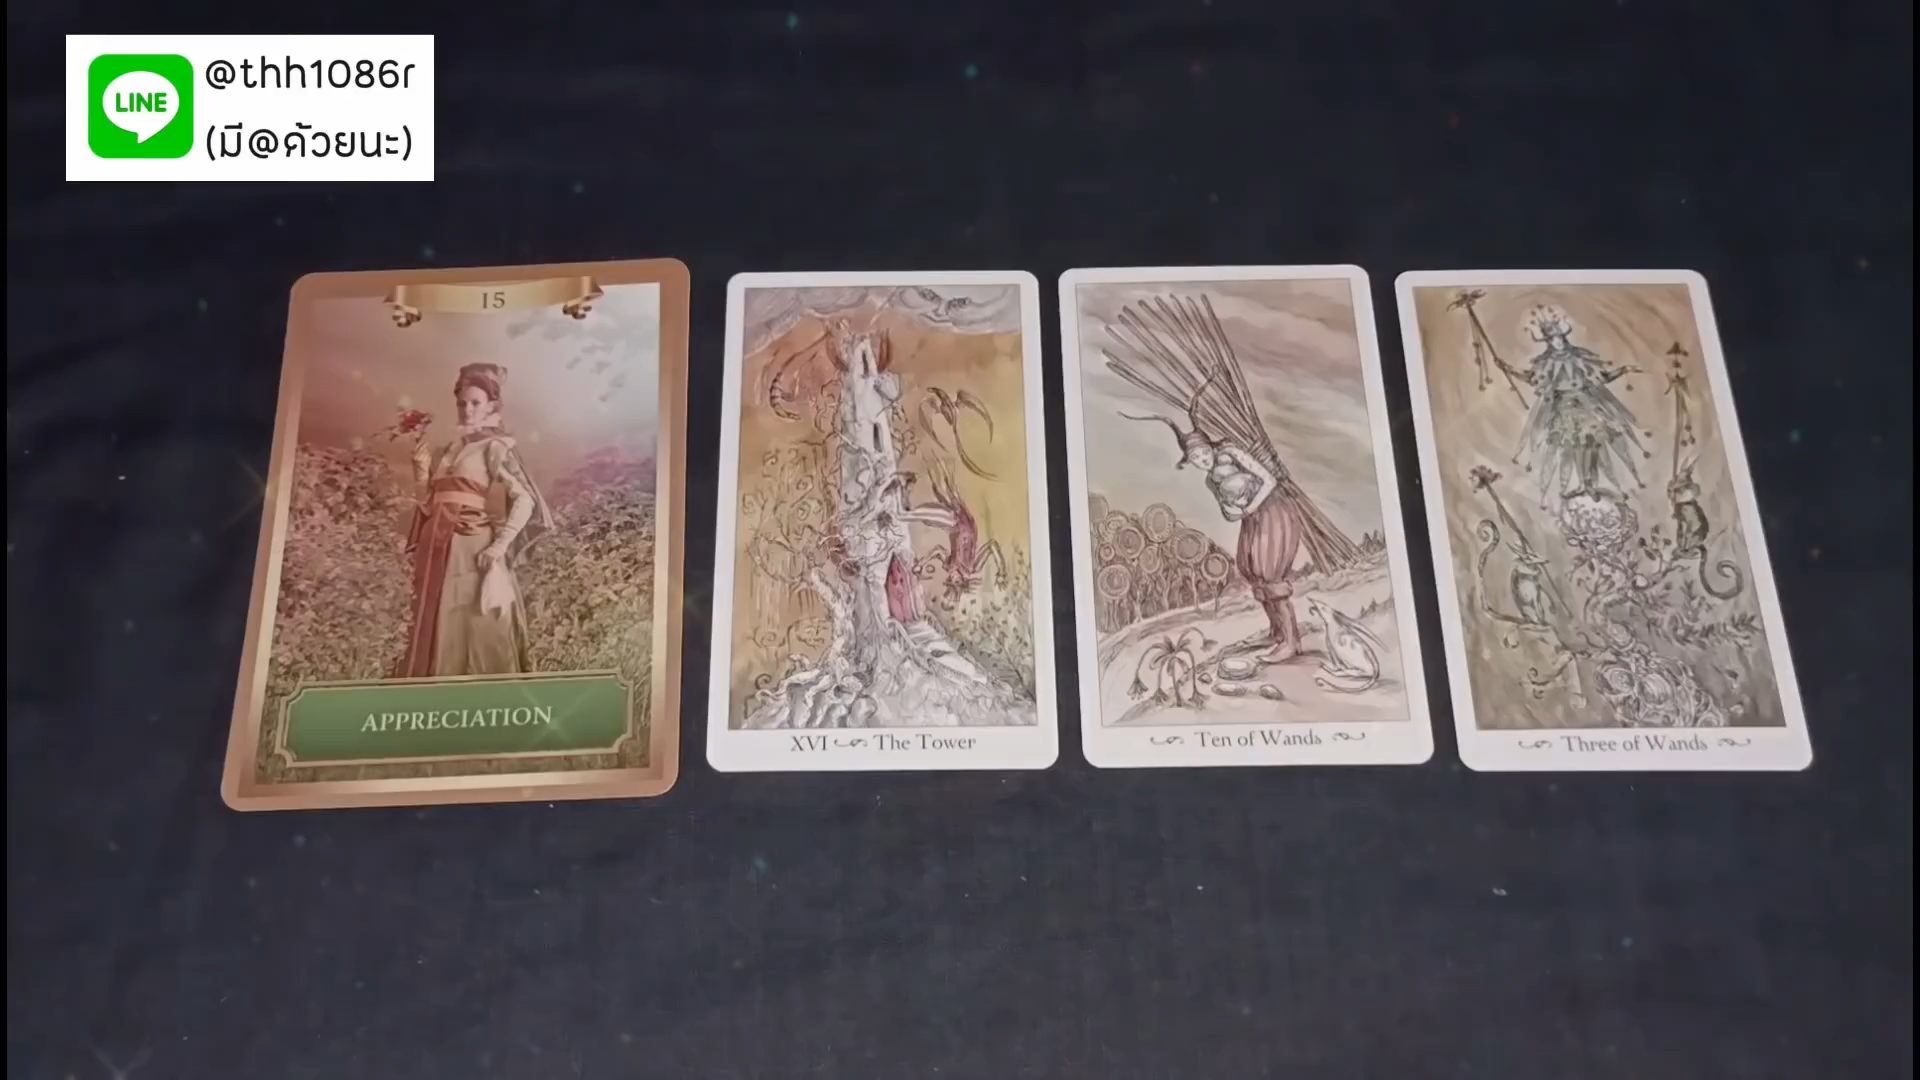 LINE
@thh1086r
(มี@ด้วยนะ)
15
APPRECIATION
XVI The Tower
Ten of Wands
Three of Wands